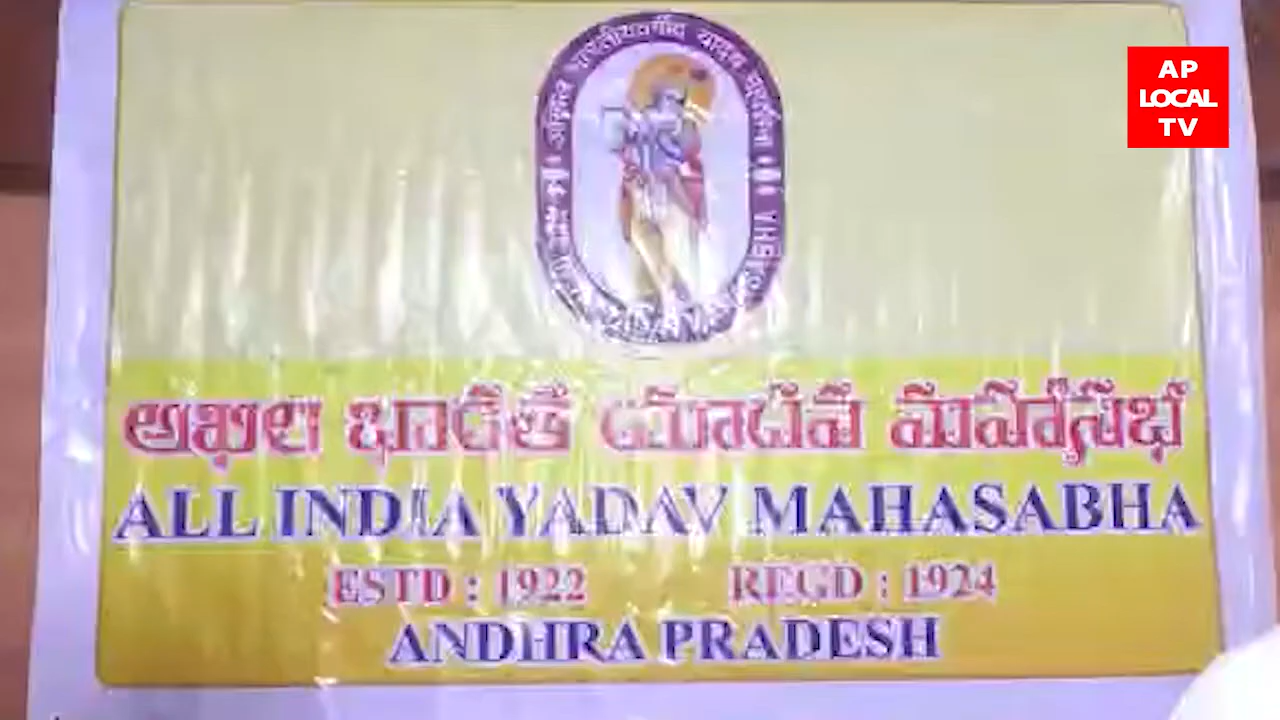 AP
LOCAL
TV
అఖిల భారత యాదవ మహాసభ
ALL INDIA YADAV MAHASABHA
ESTD : 1922 REGD : 1924
ANDHRA PRADESH